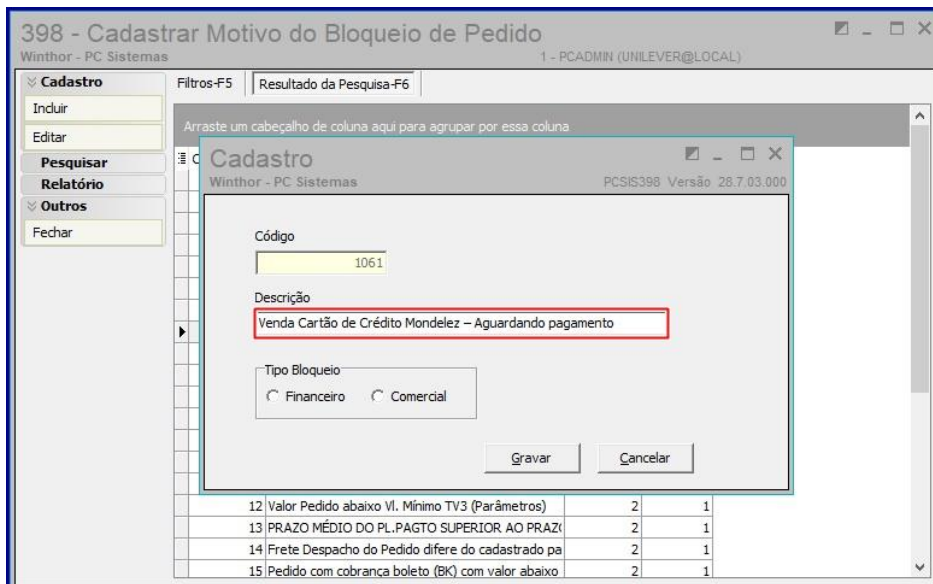 398 - Cadastrar Motivo do Bloqueio de Pedido
Winthor - PC Sistemas
1 - PCADMIN (UNILEVER@LOCAL)
Cadastro
Incluir
Editar
Pesquisar
Relatório
Outros
Fechar
Filtros-F5
Resultado da Pesquisa-F6
Arraste um cabeçalho de coluna aqui para agrupar por essa coluna
Cadastro
Winthor - PC Sistemas
PCSIS398 Versão 28.7.03.000
Código
1061
Descrição
Venda Cartão de Crédito Mondelez – Aguardando pagamento
Tipo Bloqueio
Financeiro Comercial
Gravar Cancelar
12 Valor Pedido abaixo Vl. Mínimo TV3 (Parâmetros) 2 1
13 PRAZO MÉDIO DO PL.PAGTO SUPERIOR AO 2 1
14 Frete Despacho do Pedido difere do cadastrado pa 2 1
15 Pedido com cobrança boleto (BK) com valor abaixo 2 1